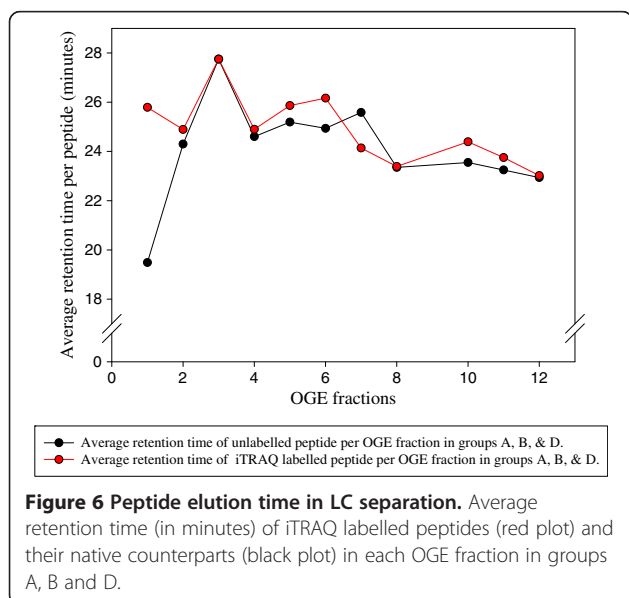 28
26
24
22
20
18
0
Average retention time per peptide (minutes)
0 2 4 6 8 10 12
OGE fractions
Average retention time of unlabelled peptide per OGE fraction in groups A, B, & D.
Average retention time of iTRAQ labelled peptide per OGE fraction in groups A, B, & D.
Figure 6 Peptide elution time in LC separation. Average
retention time (in minutes) of iTRAQ labelled peptides (red plot) and
their native counterparts (black plot) in each OGE fraction in groups
A, B and D.